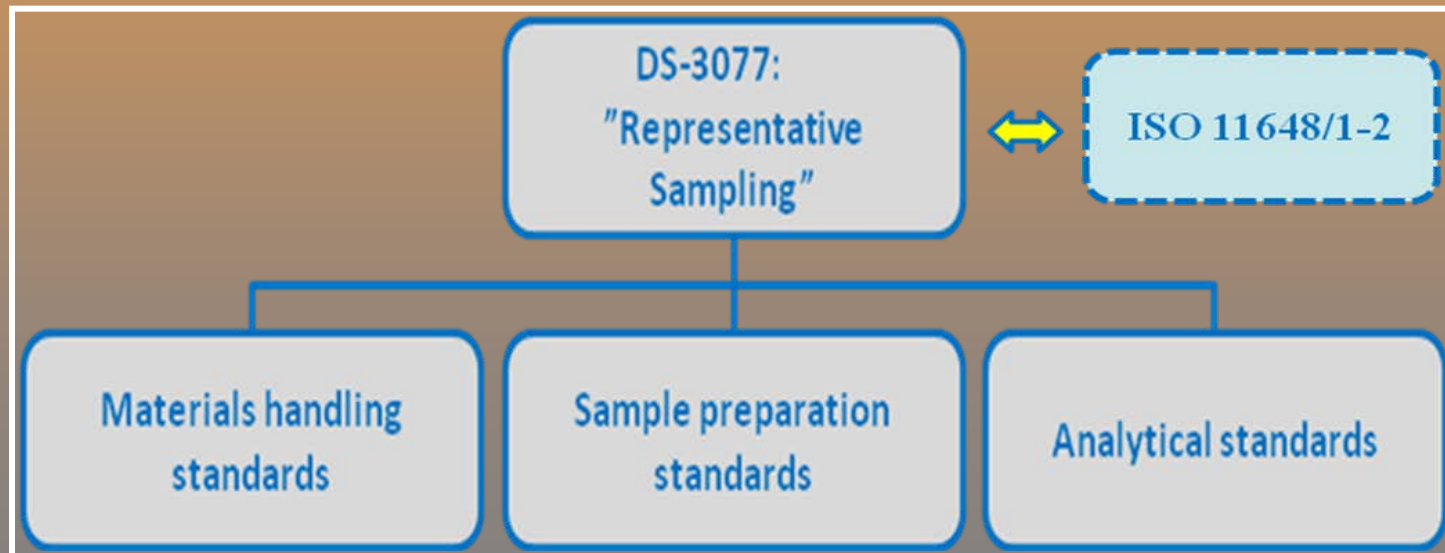 DS-3077:
"Representative
Sampling"
ISO 11648/1-2
Materials handling
standards
Sample preparation
standards
Analytical standards